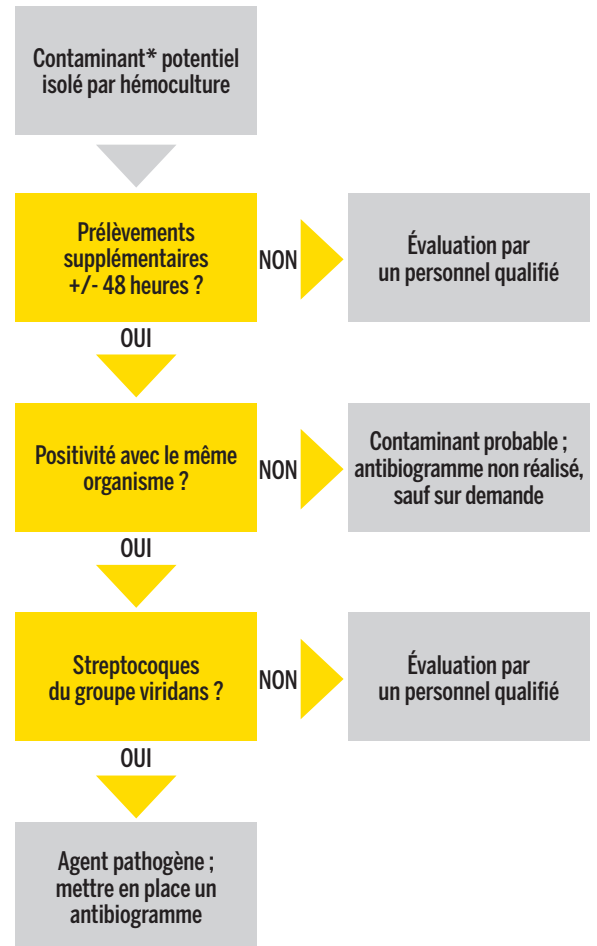 Contaminant* potentiel
isolé par hémoculture
Prélèvements
supplémentaires
+/- 48 heures ?
NON
Évaluation par
un personnel qualifié
OUI
Positivité avec le même
organisme ?
NON
Contaminant probable ;
antibiogramme non réalisé,
sauf sur demande
OUI
Streptocoques
du groupe viridans ?
NON
Évaluation par
un personnel qualifié
OUI
Agent pathogène ;
mettre en place un
antibiogramme